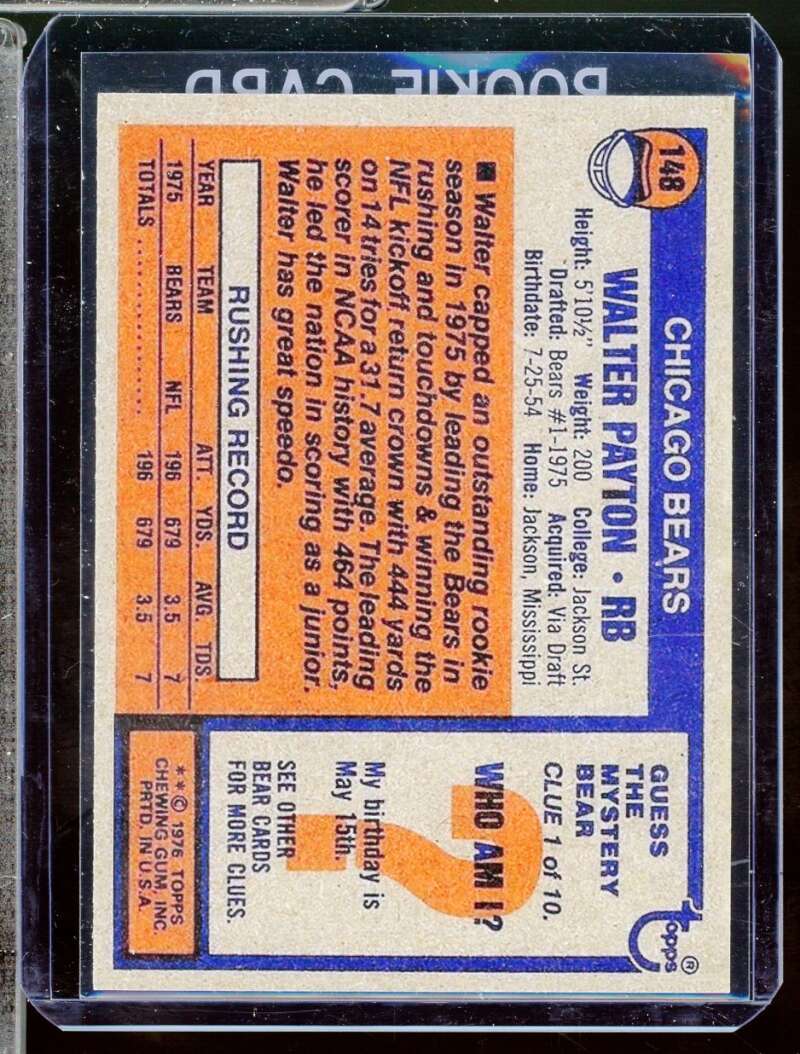 ROOKIE CARD
148
CHICAGO BEARS
WALTER PAYTON • RB
Height: 5'10½" Weight: 200 College: Jackson St.
Drafted: Bears #1-1975 Acquired: Via Draft
Birthdate: 7-25-54 Home: Jackson, Mississippi
Walter capped an outstanding rookie
season in 1975 by leading the Bears in
rushing and touchdowns & winning the
NFL kickoff return crown with 444 yards
on 14 tries for a 31.7 average. The leading
scorer in NCAA history with 464 points,
he led the nation in scoring as a junior.
Walter has great speedo.
RUSHING RECORD
YEAR TEAM ATT. YDS. AVG. TDS
1975 BEARS NFL 196 679 3.5 7
TOTALS .......... 196 679 3.5 7
topps®
GUESS
THE
MYSTERY
BEAR
CLUE 1 of 10.
WHO AM I?
?
My birthday is
May 15th.
SEE OTHER
BEAR CARDS
FOR MORE CLUES.
**© 1976 TOPPS
CHEWING GUM, INC.
PRTD. IN U.S.A.